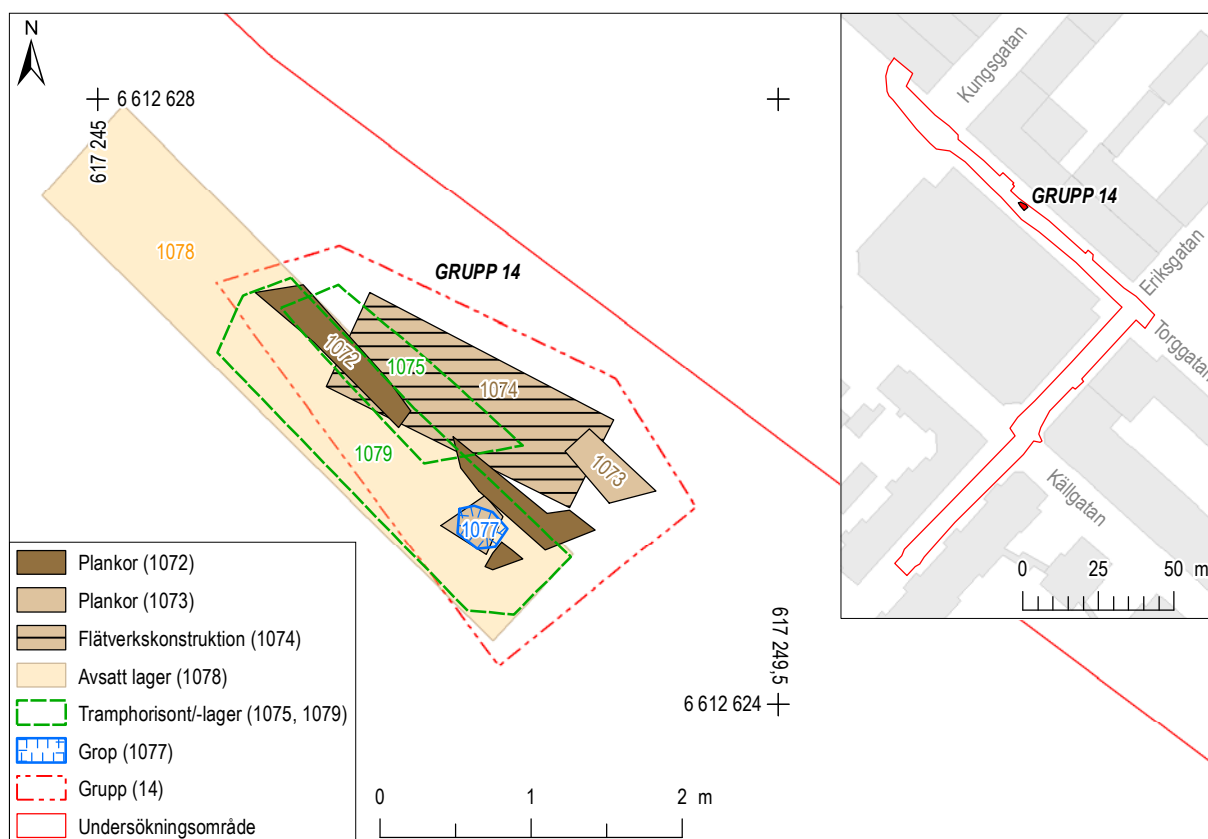 N
6 612 628
617 245
1078
GRUPP 14
1072
1075
1074
1079
1073
1077
617 249,5
6 612 624
Plankor (1072)
Plankor (1073)
Flätverkskonstruktion (1074)
Avsatt lager (1078)
Tramphorisont/-lager (1075, 1079)
Grop (1077)
Grupp (14)
Undersökningsområde
0 1 2 m
Kungsgatan
GRUPP 14
Eriksgatan
Torggatan
Källgatan
0 25 50 m